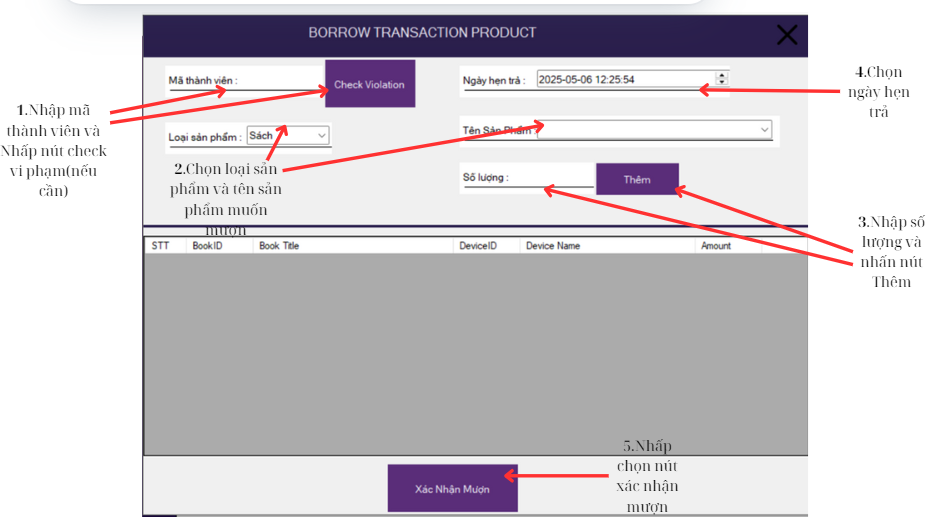 BORROW TRANSACTION PRODUCT
Mã thành viên :
Check Violation
Ngày hẹn trả :
2025-05-06 12:25:54
4.Chọn
ngày hẹn
trả
1.Nhập mã
thành viên và
Nhấp nút check
vi phạm(nếu
cần)
Loại sản phẩm :
Sách
Tên Sản Phẩm :
2.Chọn loại sản
phẩm và tên sản
phẩm muốn
mượn
Số lượng :
Thêm
3.Nhập số
lượng và
nhấn nút
Thêm
STT BookID Book Title DeviceID Device Name Amount
5.Nhấp
chọn nút
xác nhận
mượn
Xác Nhận Mượn